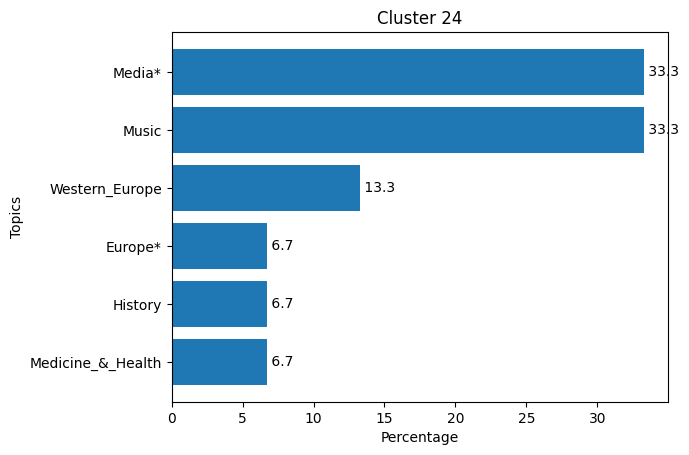 Cluster 24
Topics
Media* 33.3
Music 33.3
Western_Europe 13.3
Europe* 6.7
History 6.7
Medicine_&_Health 6.7
0 5 10 15 20 25 30
Percentage